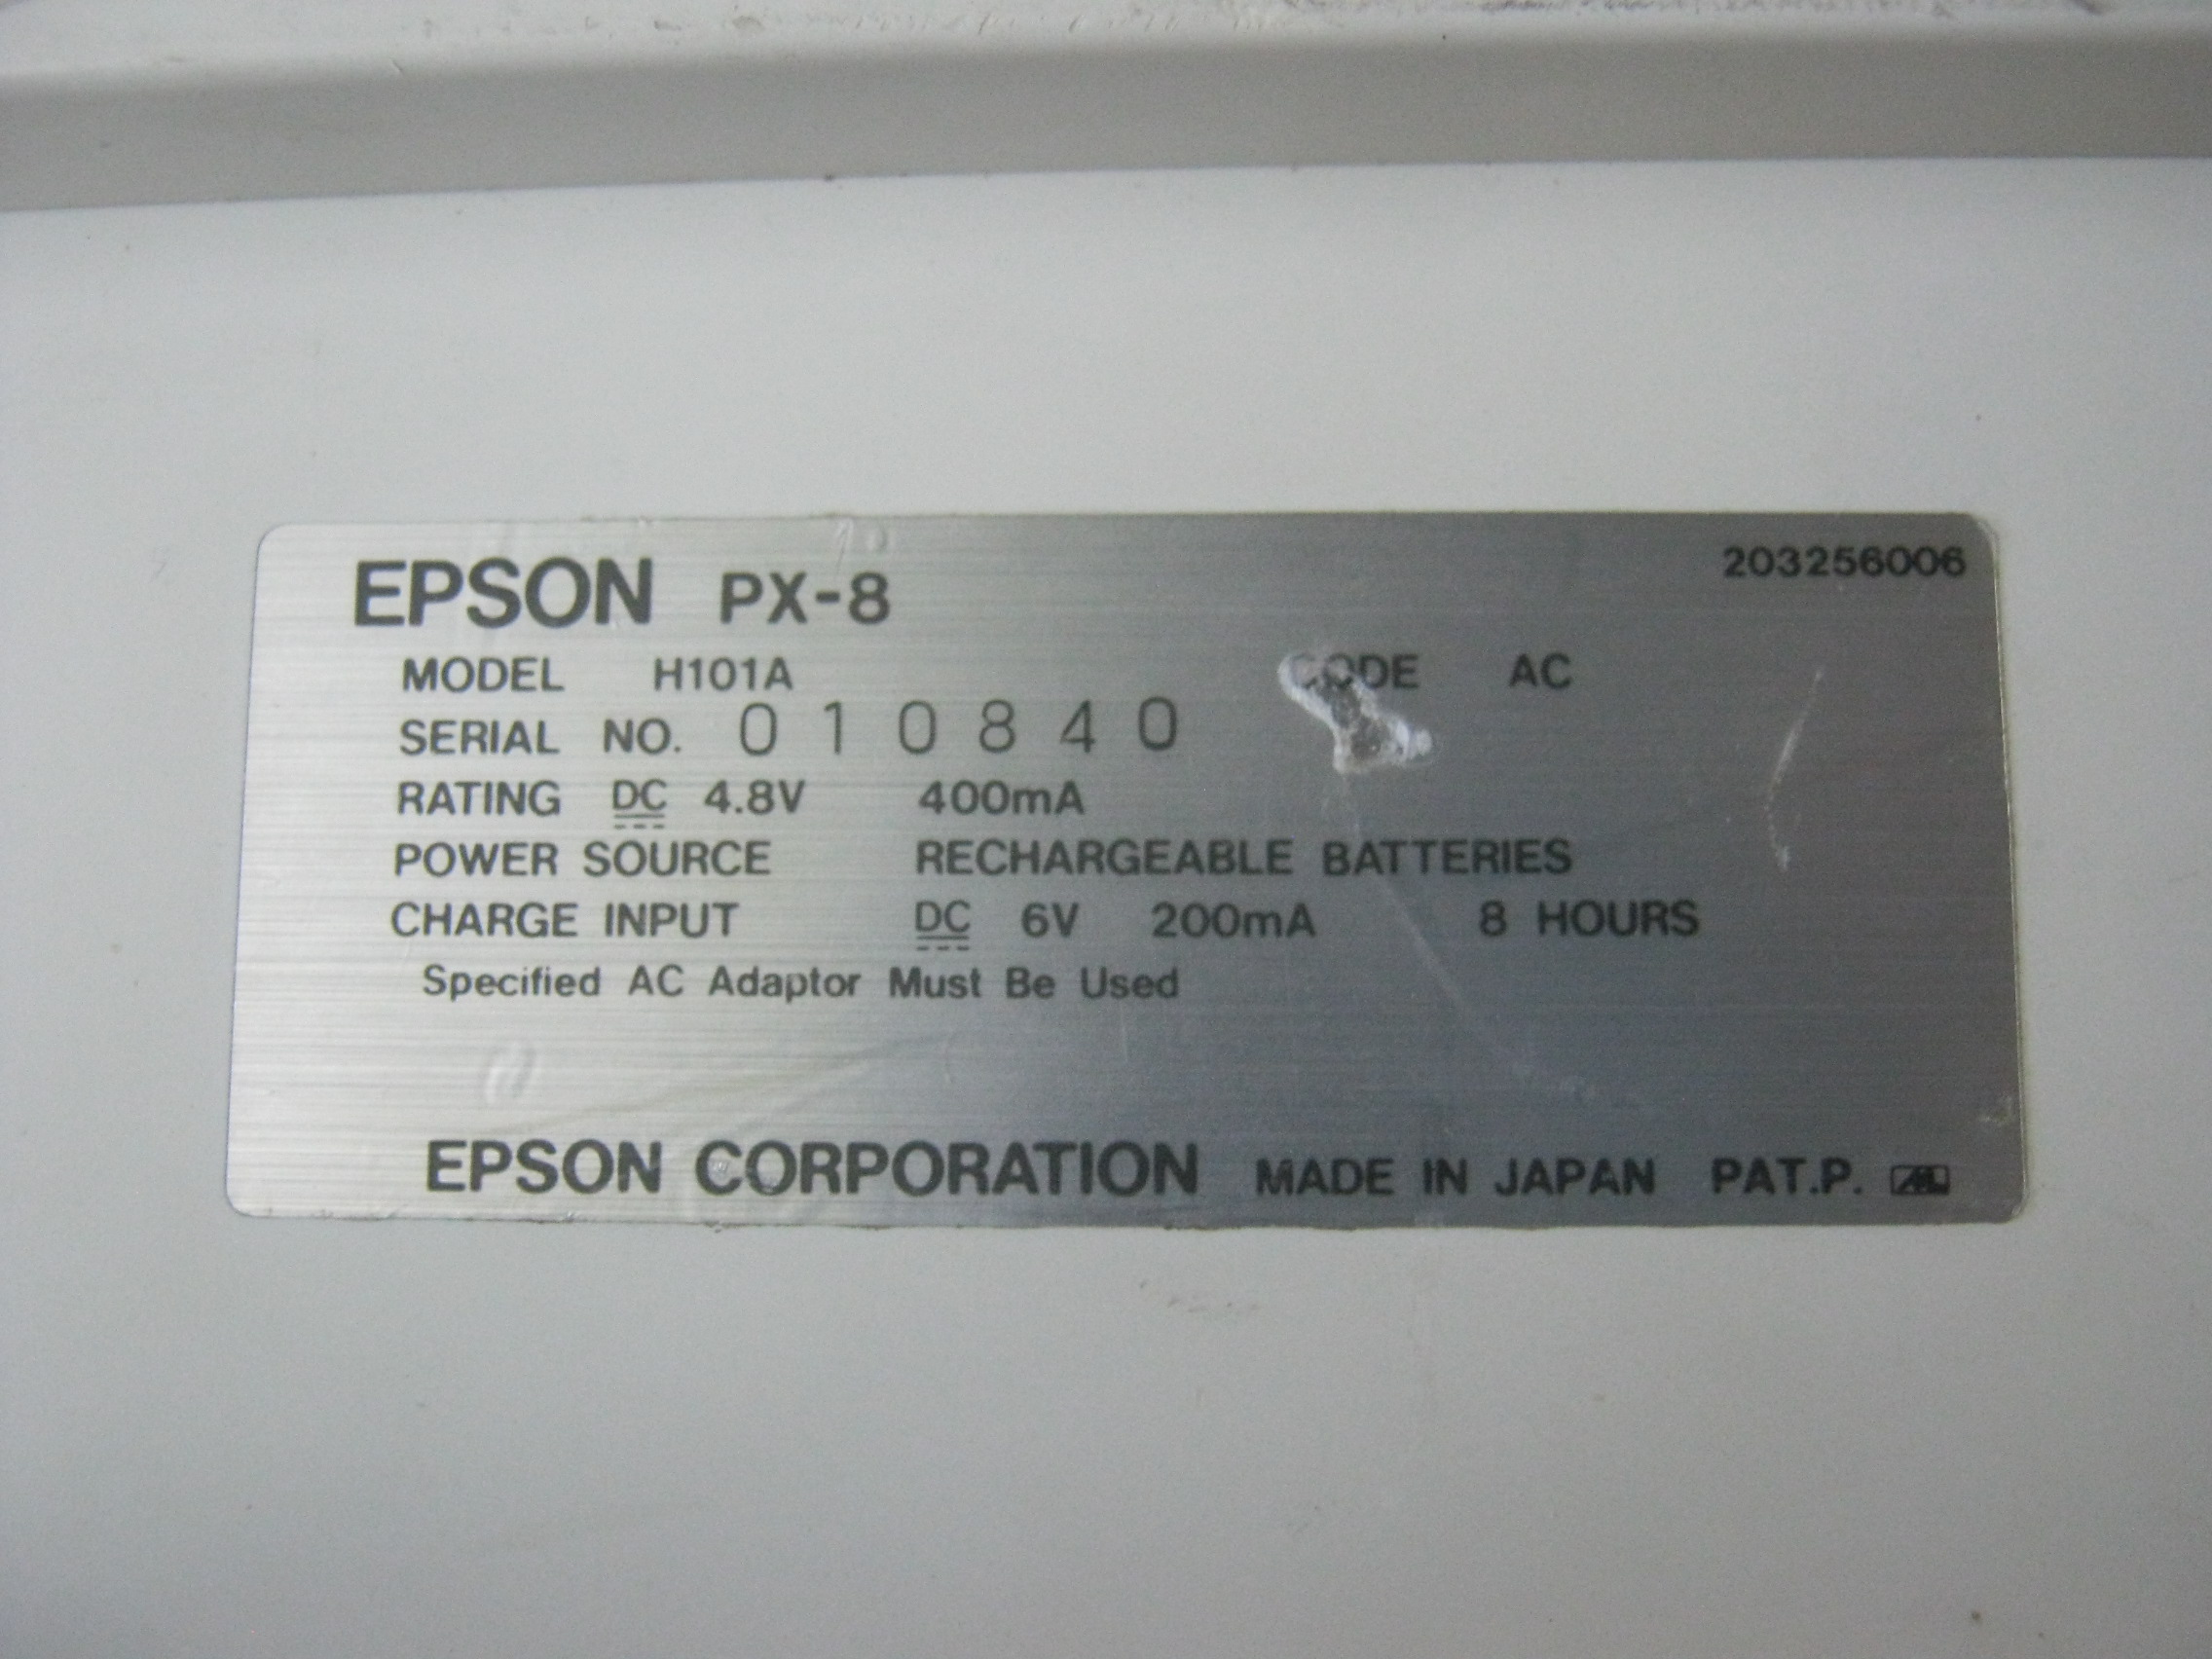 EPSON PX-8 203256006
MODEL H101A CODE AC
SERIAL NO. 010840
RATING DC 4.8V 400mA
POWER SOURCE RECHARGEABLE BATTERIES
CHARGE INPUT DC 6V 200mA 8 HOURS
Specified AC Adaptor Must Be Used
EPSON CORPORATION MADE IN JAPAN PAT.P.